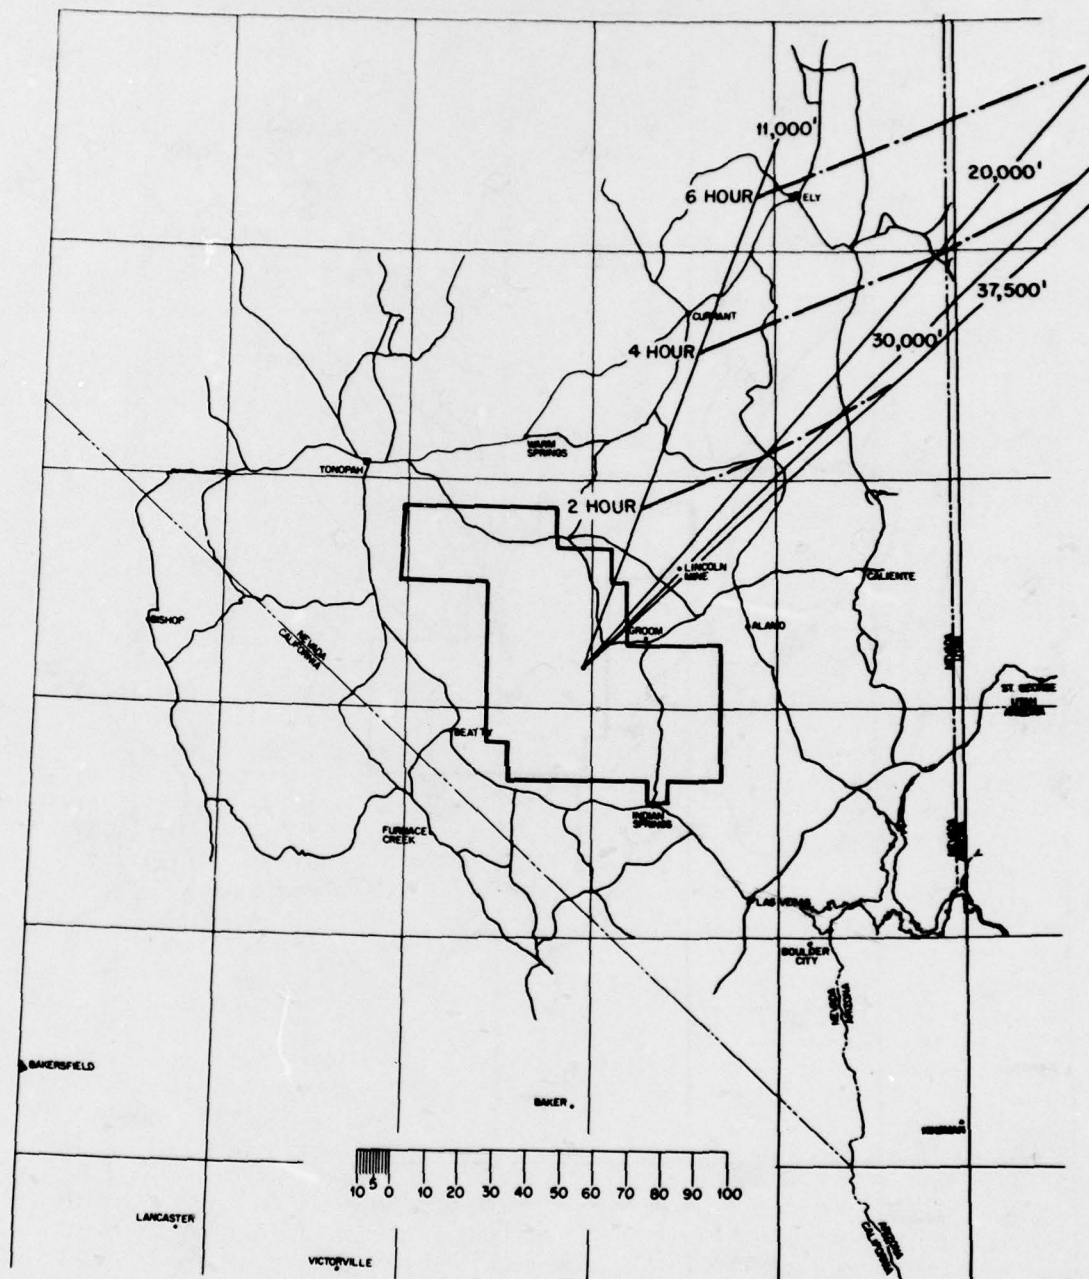 11,000'
20,000'
6 HOUR
ELY
37,500'
CURRANT
30,000'
4 HOUR
WARM
SPRINGS
TONOPAH
2 HOUR
LINCOLN
MINE
CALIENTE
BISHOP
GROOM
ALAMO
NEVADA
CALIFORNIA
NEVADA
UTAH
ST. GEORGE
UTAH
ARIZONA
BEATTY
INDIAN
SPRINGS
FURNACE
CREEK
NEVADA
LAS VEGAS
BOULDER
CITY
NEVADA
ARIZONA
BAKERSFIELD
BAKER
KINGMAN
10 5 0 10 20 30 40 50 60 70 80 90 100
LANCASTER
ARIZONA
CALIFORNIA
VICTORVILLE